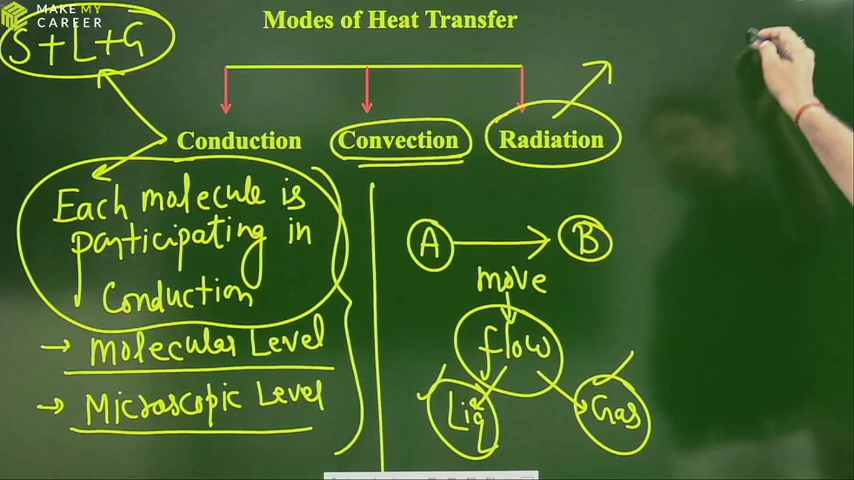 MAKE MY
CAREER
S+L+G
Modes of Heat Transfer
Conduction
Convection
Radiation
Each molecule is
participating in
Conduction
→ Molecular Level
→ Microscopic Level
A → B
move
flow
Liq
Gas